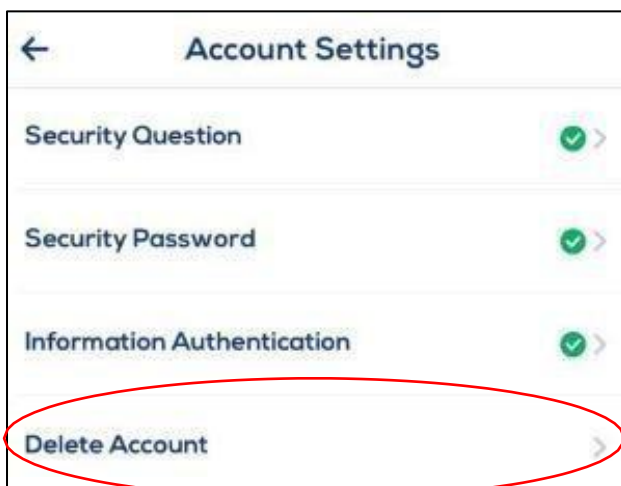 Account Settings
Security Question
Security Password
Information Authentication
Delete Account